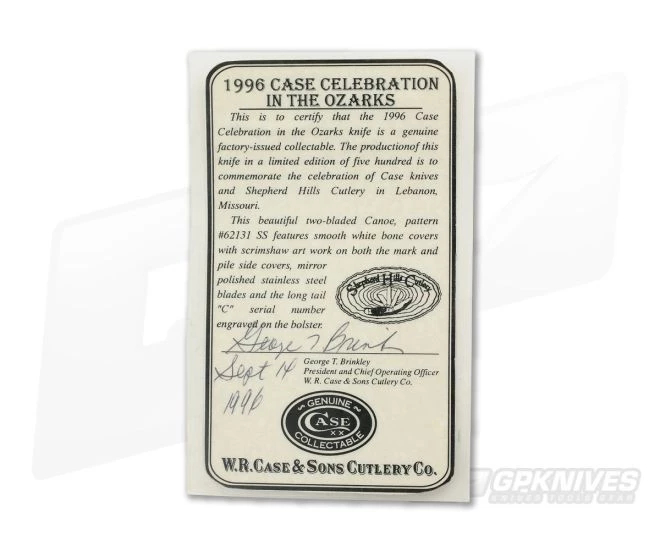 1996 CASE CELEBRATION
IN THE OZARKS
This is to certify that the 1996 Case
Celebration in the Ozarks knife is a genuine
factory-issued collectable. The productionof this
knife in a limited edition of five hundred is to
commemorate the celebration of Case knives
and Shepherd Hills Cutlery in Lebanon,
Missouri.
This beautiful two-bladed Canoe, pattern
#62131 SS features smooth white bone covers
with scrimshaw art work on both the mark and
pile side covers, mirror
polished stainless steel
blades and the long tail
"C" serial number
engraved on the bolster.
Shepherd Hills Cutlery
George T Brinkley
Sept 14
1996
George T. Brinkley
President and Chief Operating Officer
W. R. Case & Sons Cutlery Co.
GENUINE
CASE
XX
COLLECTABLE
W.R. CASE & SONS CUTLERY CO.
GPKNIVES
KNIVES TOOLS GEAR